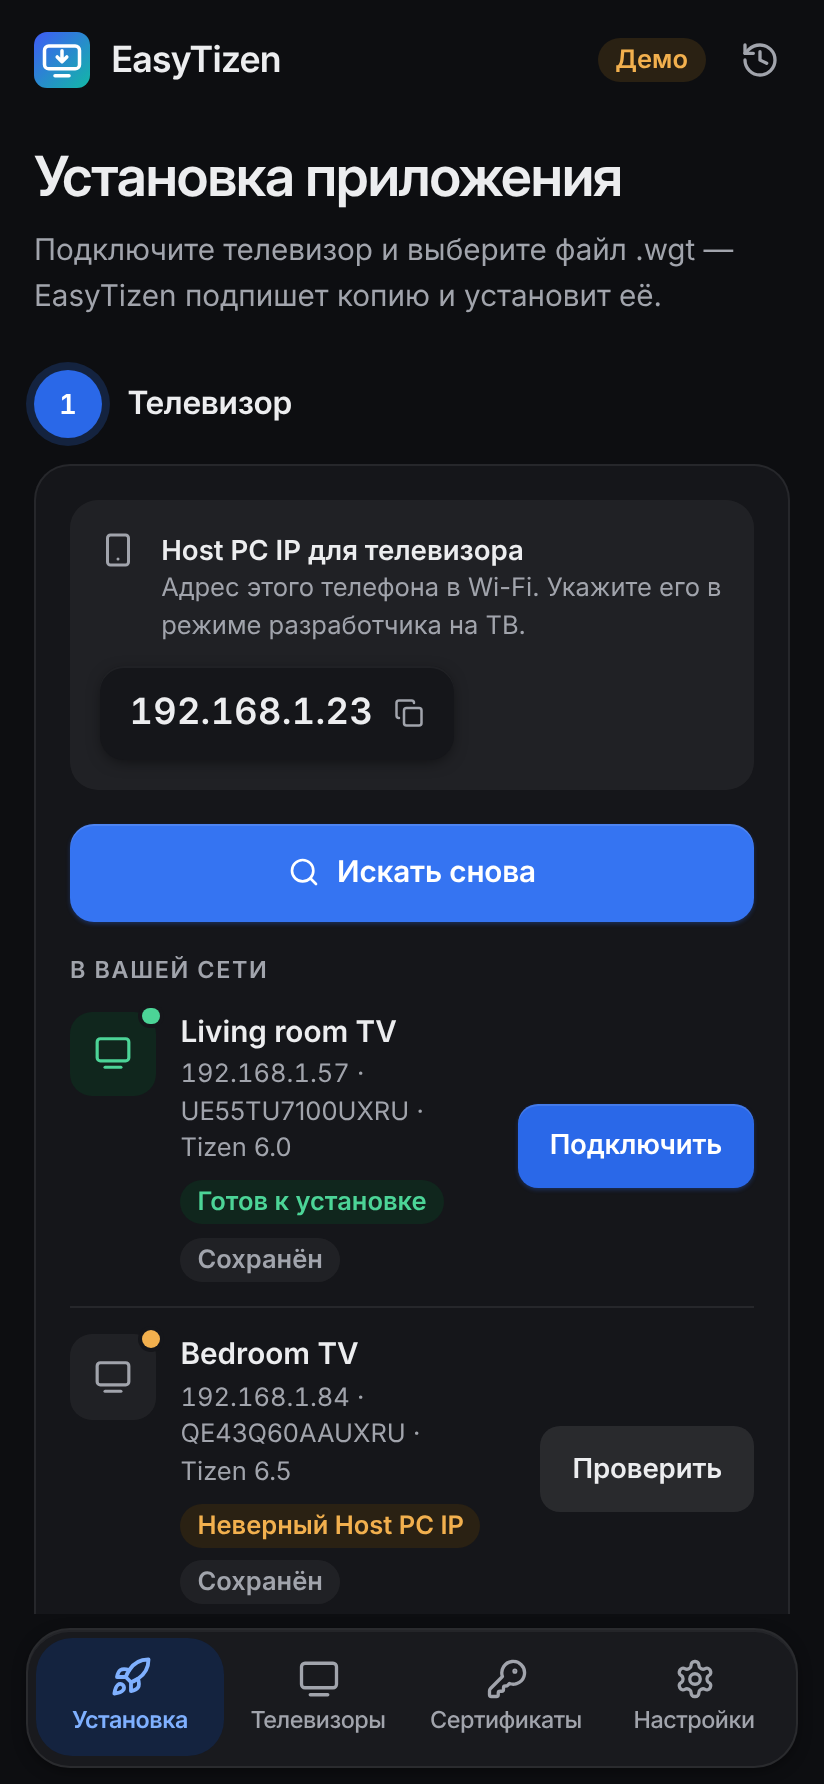 EasyTizen
Демо
Установка приложения
Подключите телевизор и выберите файл .wgt —
EasyTizen подпишет копию и установит её.
1
Телевизор
Host PC IP для телевизора
Адрес этого телефона в Wi-Fi. Укажите его в
режиме разработчика на ТВ.
192.168.1.23
Искать снова
В ВАШЕЙ СЕТИ
Living room TV
192.168.1.57 ·
UE55TU7100UXRU ·
Tizen 6.0
Готов к установке
Сохранён
Подключить
Bedroom TV
192.168.1.84 ·
QE43Q60AAUXRU ·
Tizen 6.5
Неверный Host PC IP
Сохранён
Проверить
Установка
Телевизоры
Сертификаты
Настройки